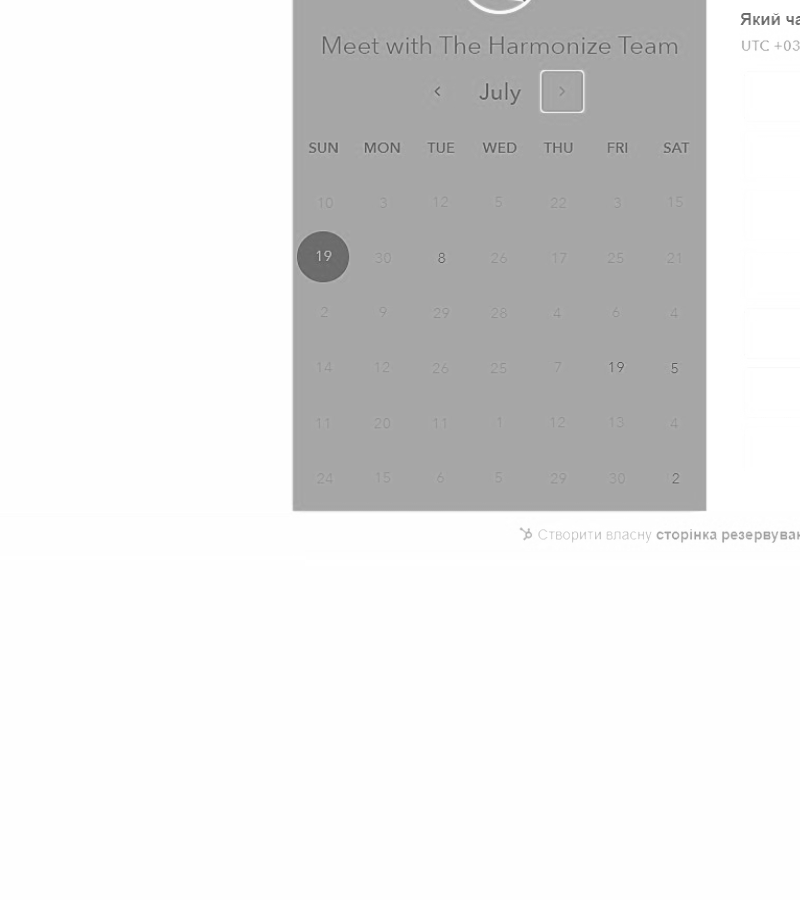 Який ча
Meet with The Harmonize Team
UTC +03
July
SUN MON TUE WED THU FRI SAT
10 3 12 5 22 3 15
19 30 8 26 17 25 21
2 9 29 28 4 6 4
14 12 26 25 7 19 5
11 20 11 1 12 13 4
24 15 6 5 29 30 2
Створити власну сторінка резервуван